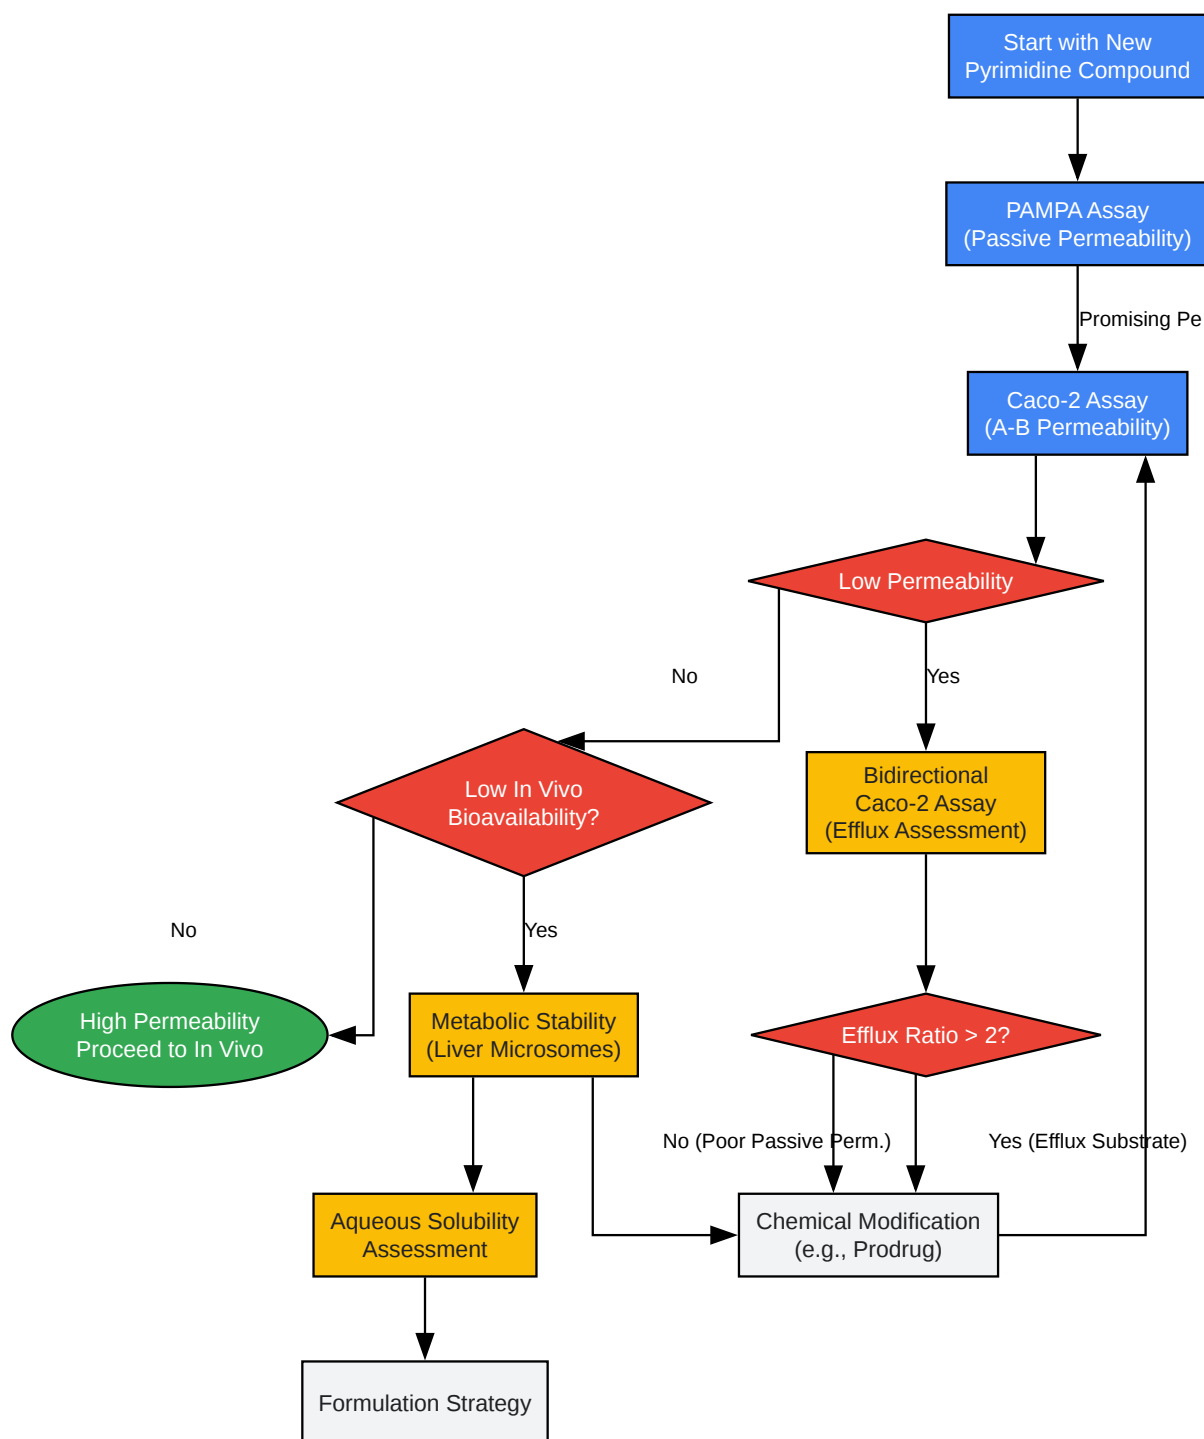 Start with New
Pyrimidine Compound
PAMPA Assay
(Passive Permeability)
Promising Pe
Caco-2 Assay
(A-B Permeability)
Low Permeability
No
Yes
Low In Vivo
Bioavailability?
Bidirectional
Caco-2 Assay
(Efflux Assessment)
No
Yes
High Permeability
Proceed to In Vivo
Metabolic Stability
(Liver Microsomes)
Efflux Ratio > 2?
No (Poor Passive Perm.)
Yes (Efflux Substrate)
Aqueous Solubility
Assessment
Chemical Modification
(e.g., Prodrug)
Formulation Strategy